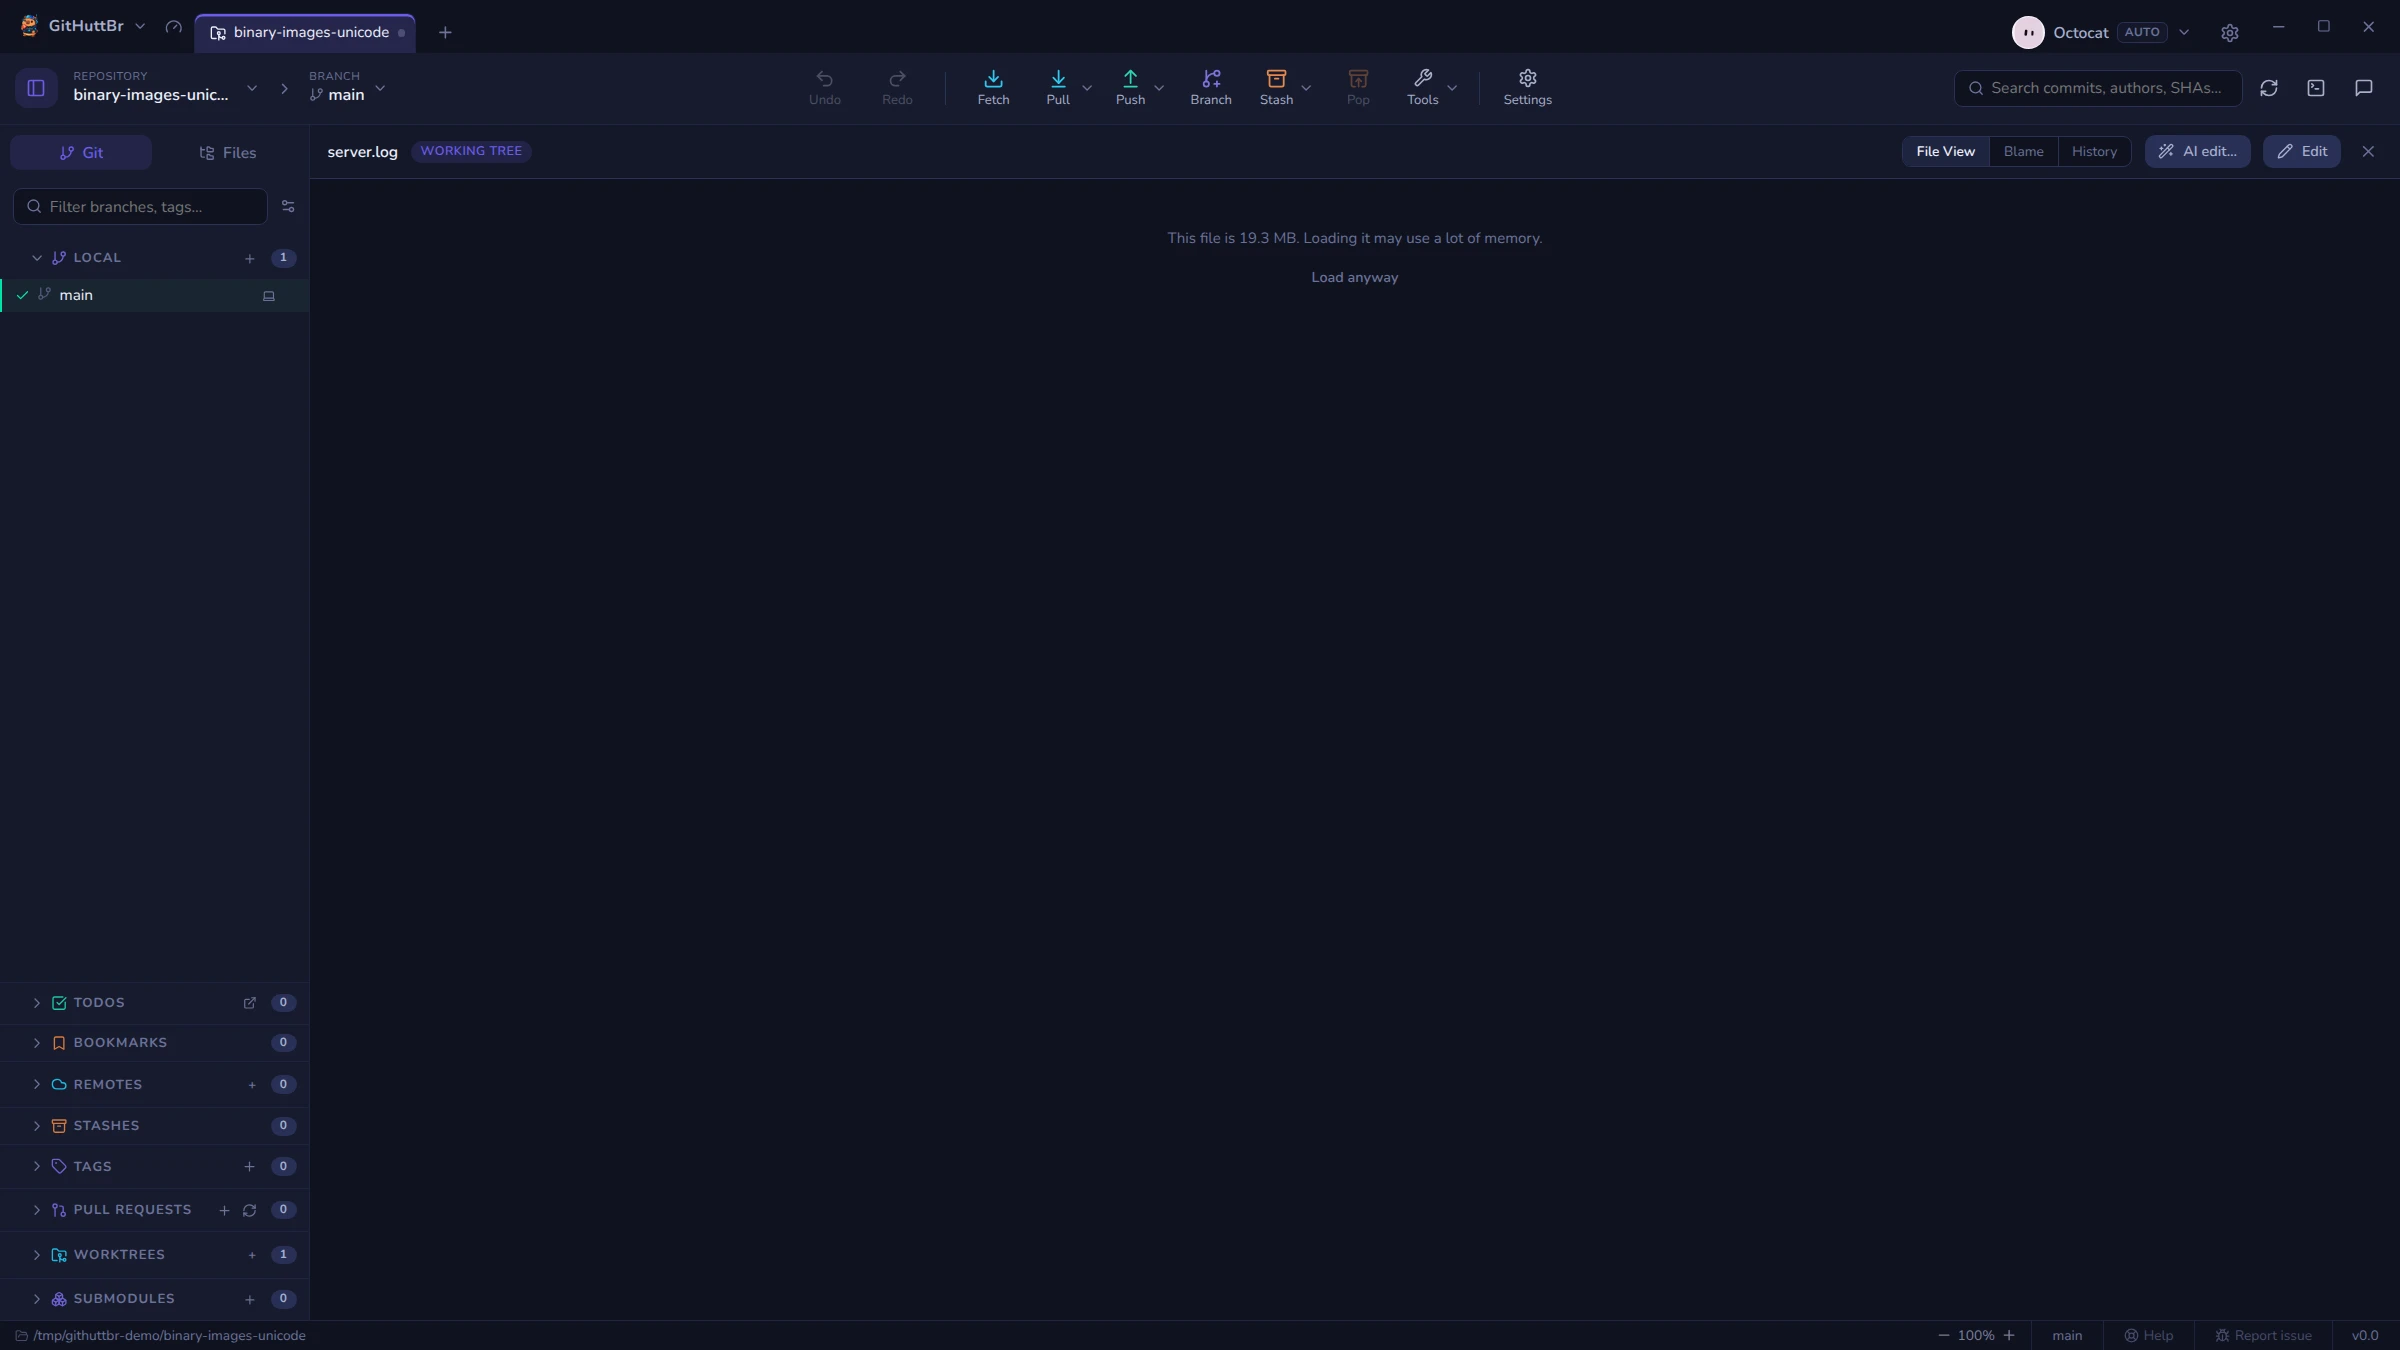 GitHuttBr
binary-images-unicode
Octocat
AUTO
REPOSITORY
binary-images-unic...
BRANCH
main
Undo
Redo
Fetch
Pull
Push
Branch
Stash
Pop
Tools
Settings
Search commits, authors, SHAs...
Git
Files
server.log
WORKING TREE
File View
Blame
History
AI edit...
Edit
Filter branches, tags...
This file is 19.3 MB. Loading it may use a lot of memory.
Load anyway
LOCAL
1
main
TODOS
0
BOOKMARKS
0
REMOTES
0
STASHES
0
TAGS
0
PULL REQUESTS
0
WORKTREES
1
SUBMODULES
0
/tmp/githuttbr-demo/binary-images-unicode
100%
main
Help
Report issue
v0.0